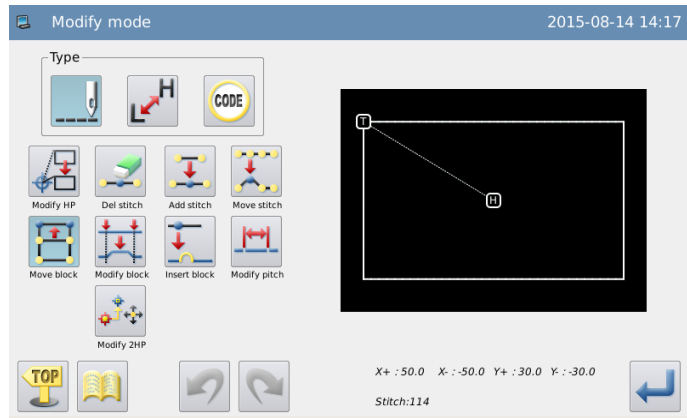 Modify mode
2015-08-14 14:17
Type
L H
CODE
Modify HP
Del stitch
Add stitch
Move stitch
Move block
Modify block
Insert block
Modify pitch
Modify 2HP
T
H
TOP
X+ : 50.0 X- : -50.0 Y+ : 30.0 Y- : -30.0
Stitch:114